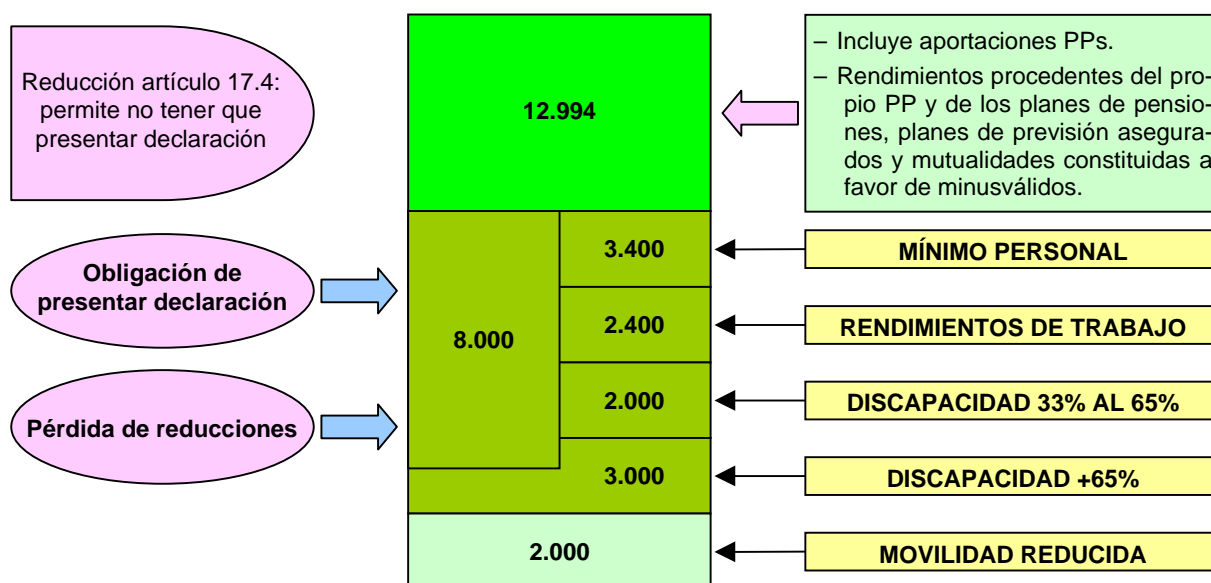 Reducción artículo 17.4:
permite no tener que
presentar declaración
12.994
– Incluye aportaciones PPs.
– Rendimientos procedentes del pro-
pio PP y de los planes de pensio-
nes, planes de previsión asegura-
dos y mutualidades constituidas a
favor de minusválidos.
Obligación de
presentar declaración
8.000
3.400
MÍNIMO PERSONAL
2.400
RENDIMIENTOS DE TRABAJO
Pérdida de reducciones
2.000
DISCAPACIDAD 33% AL 65%
3.000
DISCAPACIDAD +65%
2.000
MOVILIDAD REDUCIDA